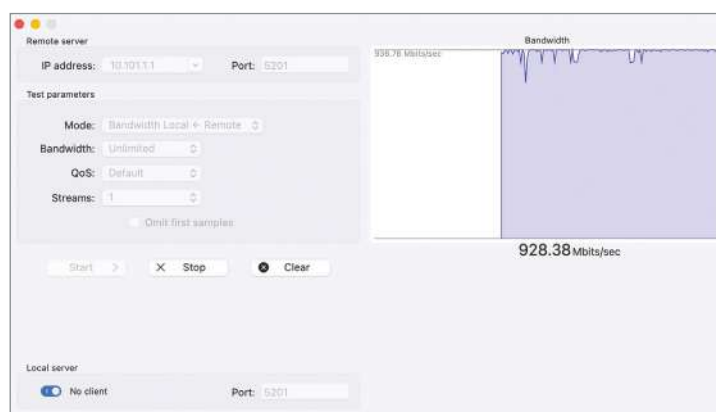 Remote server
IP address: 10.101.1.1 Port: 5201
Test parameters
Mode: Bandwidth Local ← Remote
Bandwidth: Unlimited
QoS: Default
Streams: 1
Omit first samples
Start Stop Clear
Local server
No client Port: 5201
Bandwidth
936.76 Mbits/sec
928.38 Mbits/sec